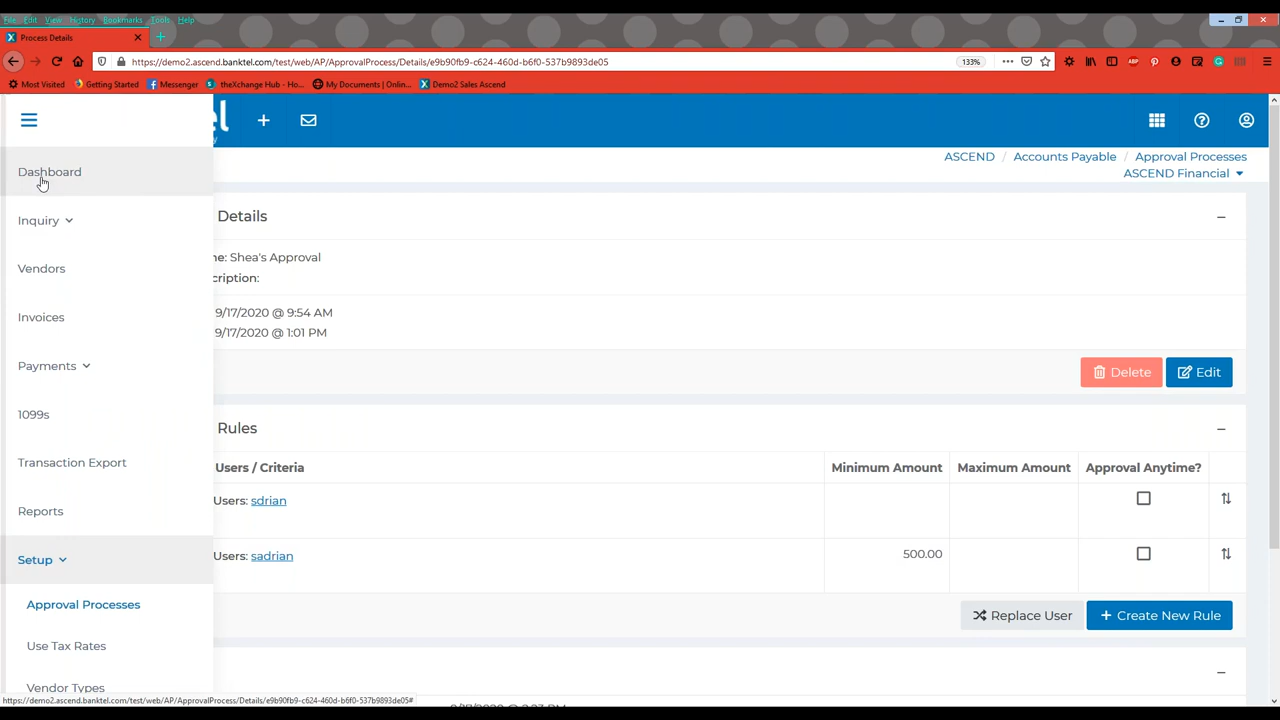 File Edit View History Bookmarks Tools Help
Process Details
https://demo2.ascend.banktel.com/test/web/AP/ApprovalProcess/Details/e9b90fb9-c624-460d-b6f0-537b9893de05
133%
Most Visited Getting Started Messenger theXchange Hub - Ho... My Documents | Onlin... Demo2 Sales Ascend
el
y
ASCEND / Accounts Payable / Approval Processes
ASCEND Financial
Dashboard
Inquiry
Vendors
Invoices
Payments
1099s
Transaction Export
Reports
Setup
Approval Processes
Use Tax Rates
Vendor Types
Details
ne: Shea's Approval
cription:
9/17/2020 @ 9:54 AM
9/17/2020 @ 1:01 PM
Delete Edit
Rules
Users / Criteria Minimum Amount Maximum Amount Approval Anytime?
Users: sdrian
Users: sadrian 500.00
Replace User + Create New Rule
https://demo2.ascend.banktel.com/test/web/AP/ApprovalProcess/Details/e9b90fb9-c624-460d-b6f0-537b9893de05#